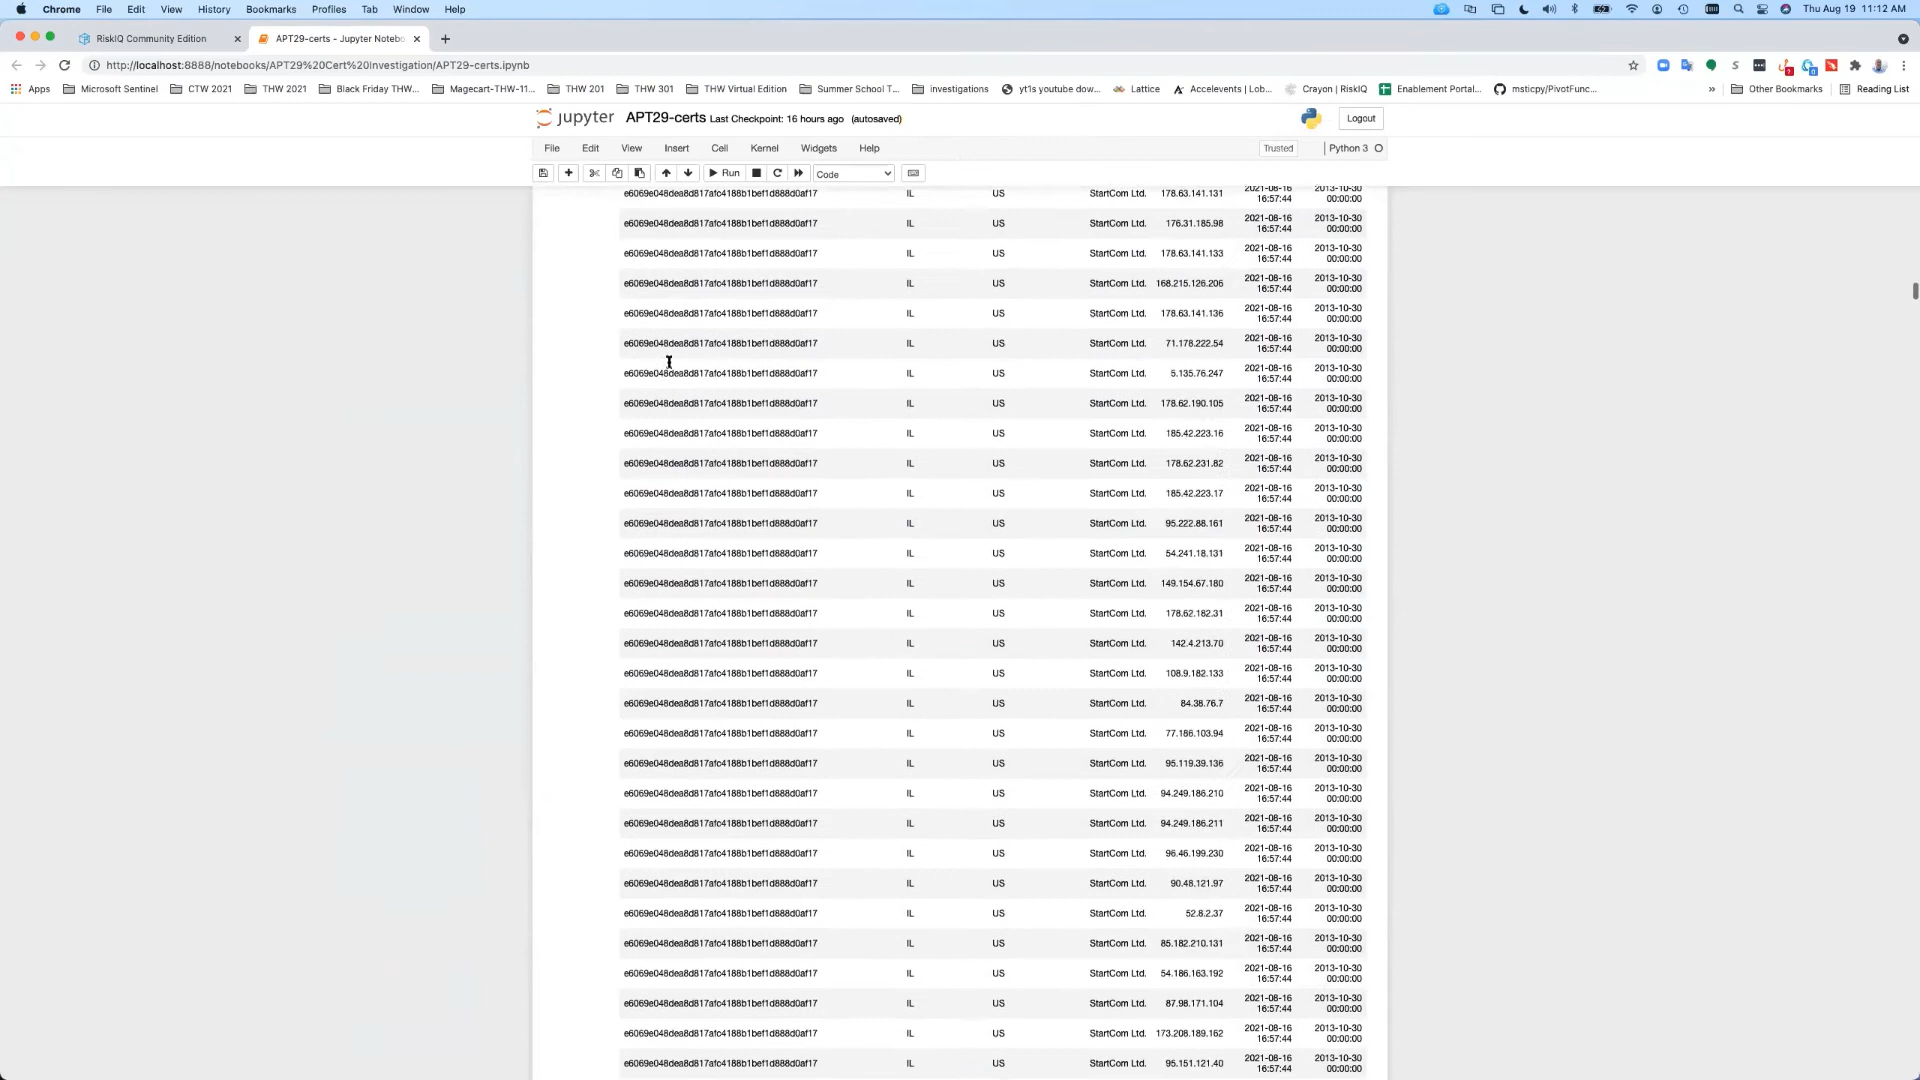 Chrome File Edit View History Bookmarks Profiles Tab Window Help Thu Aug 19 11:12 AM
RiskIQ Community Edition APT29-certs - Jupyter Notebo
http://localhost:8888/notebooks/APT29%20Cert%20Investigation/APT29-certs.ipynb
Apps Microsoft Sentinel CTW 2021 THW 2021 Black Friday THW... Magecart-THW-11... THW 201 THW 301 THW Virtual Edition Summer School T... investigations yt1s youtube dow... Lattice Accelevents | Lob... Crayon | RiskIQ Enablement Portal... msticpy/PivotFunc... » Other Bookmarks Reading List
jupyter APT29-certs Last Checkpoint: 16 hours ago (autosaved) Logout
File Edit View Insert Cell Kernel Widgets Help Trusted Python 3
Run Code
e6069e048dea8d817afc4188b1bef1d888d0af17 IL US StartCom Ltd. 178.63.141.131 2021-08-16 16:57:44 2013-10-30 00:00:00
e6069e048dea8d817afc4188b1bef1d888d0af17 IL US StartCom Ltd. 176.31.185.98 2021-08-16 16:57:44 2013-10-30 00:00:00
e6069e048dea8d817afc4188b1bef1d888d0af17 IL US StartCom Ltd. 178.63.141.133 2021-08-16 16:57:44 2013-10-30 00:00:00
e6069e048dea8d817afc4188b1bef1d888d0af17 IL US StartCom Ltd. 168.215.126.206 2021-08-16 16:57:44 2013-10-30 00:00:00
e6069e048dea8d817afc4188b1bef1d888d0af17 IL US StartCom Ltd. 178.63.141.136 2021-08-16 16:57:44 2013-10-30 00:00:00
e6069e048dea8d817afc4188b1bef1d888d0af17 IL US StartCom Ltd. 71.178.222.54 2021-08-16 16:57:44 2013-10-30 00:00:00
e6069e048dea8d817afc4188b1bef1d888d0af17 IL US StartCom Ltd. 5.135.76.247 2021-08-16 16:57:44 2013-10-30 00:00:00
e6069e048dea8d817afc4188b1bef1d888d0af17 IL US StartCom Ltd. 178.62.190.105 2021-08-16 16:57:44 2013-10-30 00:00:00
e6069e048dea8d817afc4188b1bef1d888d0af17 IL US StartCom Ltd. 185.42.223.16 2021-08-16 16:57:44 2013-10-30 00:00:00
e6069e048dea8d817afc4188b1bef1d888d0af17 IL US StartCom Ltd. 178.62.231.82 2021-08-16 16:57:44 2013-10-30 00:00:00
e6069e048dea8d817afc4188b1bef1d888d0af17 IL US StartCom Ltd. 185.42.223.17 2021-08-16 16:57:44 2013-10-30 00:00:00
e6069e048dea8d817afc4188b1bef1d888d0af17 IL US StartCom Ltd. 95.222.88.161 2021-08-16 16:57:44 2013-10-30 00:00:00
e6069e048dea8d817afc4188b1bef1d888d0af17 IL US StartCom Ltd. 54.241.18.131 2021-08-16 16:57:44 2013-10-30 00:00:00
e6069e048dea8d817afc4188b1bef1d888d0af17 IL US StartCom Ltd. 149.154.67.180 2021-08-16 16:57:44 2013-10-30 00:00:00
e6069e048dea8d817afc4188b1bef1d888d0af17 IL US StartCom Ltd. 178.62.182.31 2021-08-16 16:57:44 2013-10-30 00:00:00
e6069e048dea8d817afc4188b1bef1d888d0af17 IL US StartCom Ltd. 142.4.213.70 2021-08-16 16:57:44 2013-10-30 00:00:00
e6069e048dea8d817afc4188b1bef1d888d0af17 IL US StartCom Ltd. 108.9.182.133 2021-08-16 16:57:44 2013-10-30 00:00:00
e6069e048dea8d817afc4188b1bef1d888d0af17 IL US StartCom Ltd. 84.38.76.7 2021-08-16 16:57:44 2013-10-30 00:00:00
e6069e048dea8d817afc4188b1bef1d888d0af17 IL US StartCom Ltd. 77.186.103.94 2021-08-16 16:57:44 2013-10-30 00:00:00
e6069e048dea8d817afc4188b1bef1d888d0af17 IL US StartCom Ltd. 95.119.39.136 2021-08-16 16:57:44 2013-10-30 00:00:00
e6069e048dea8d817afc4188b1bef1d888d0af17 IL US StartCom Ltd. 94.249.186.210 2021-08-16 16:57:44 2013-10-30 00:00:00
e6069e048dea8d817afc4188b1bef1d888d0af17 IL US StartCom Ltd. 94.249.186.211 2021-08-16 16:57:44 2013-10-30 00:00:00
e6069e048dea8d817afc4188b1bef1d888d0af17 IL US StartCom Ltd. 96.46.199.230 2021-08-16 16:57:44 2013-10-30 00:00:00
e6069e048dea8d817afc4188b1bef1d888d0af17 IL US StartCom Ltd. 90.48.121.97 2021-08-16 16:57:44 2013-10-30 00:00:00
e6069e048dea8d817afc4188b1bef1d888d0af17 IL US StartCom Ltd. 52.8.2.37 2021-08-16 16:57:44 2013-10-30 00:00:00
e6069e048dea8d817afc4188b1bef1d888d0af17 IL US StartCom Ltd. 85.182.210.131 2021-08-16 16:57:44 2013-10-30 00:00:00
e6069e048dea8d817afc4188b1bef1d888d0af17 IL US StartCom Ltd. 54.186.163.192 2021-08-16 16:57:44 2013-10-30 00:00:00
e6069e048dea8d817afc4188b1bef1d888d0af17 IL US StartCom Ltd. 87.98.171.104 2021-08-16 16:57:44 2013-10-30 00:00:00
e6069e048dea8d817afc4188b1bef1d888d0af17 IL US StartCom Ltd. 173.208.189.162 2021-08-16 16:57:44 2013-10-30 00:00:00
e6069e048dea8d817afc4188b1bef1d888d0af17 IL US StartCom Ltd. 95.151.121.40 2021-08-16 16:57:44 2013-10-30 00:00:00